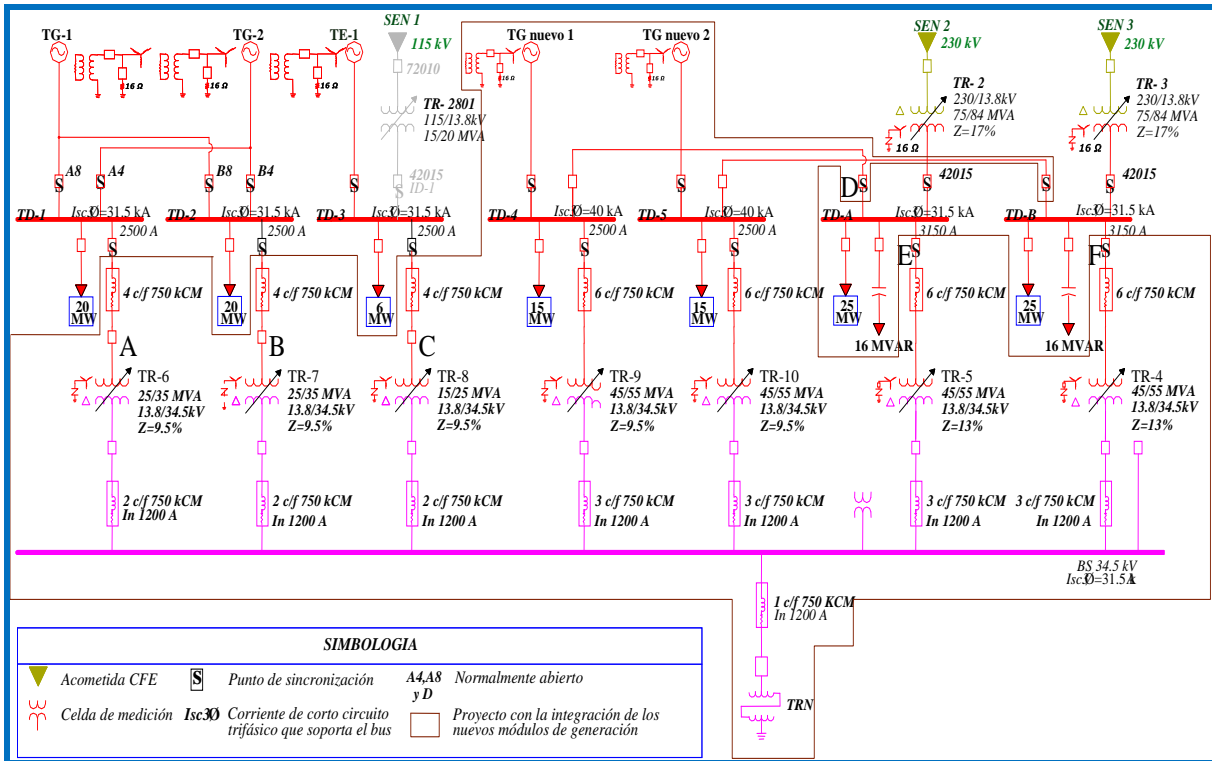 SEN 1
115 kV
72010
TR- 2801
115/13.8kV
15/20 MVA
42015
ID-1
TG-1
16 Ω
TG-2
16 Ω
TE-1
16 Ω
TG nuevo 1
16 Ω
TG nuevo 2
16 Ω
SEN 2
230 kV
TR- 2
230/13.8kV
75/84 MVA
Z=17%
16 Ω
SEN 3
230 kV
TR- 3
230/13.8kV
75/84 MVA
Z=17%
16 Ω
A8
A4
B8
B4
S
S
S
S
S
S
D
S
S
42015
S
S
42015
S
TD-1
Isc3Ø=31.5 kA
2500 A
TD-2
Isc3Ø=31.5 kA
2500 A
TD-3
Isc3Ø=31.5 kA
2500 A
TD-4
Isc3Ø=40 kA
2500 A
TD-5
Isc3Ø=40 kA
2500 A
TD-A
Isc3Ø=31.5 kA
3150 A
TD-B
Isc3Ø=31.5 kA
3150 A
S
S
S
S
S
E
S
F
S
20
MW
4 c/f 750 kCM
20
MW
4 c/f 750 kCM
6
MW
4 c/f 750 kCM
15
MW
6 c/f 750 kCM
15
MW
6 c/f 750 kCM
25
MW
16 MVAR
6 c/f 750 kCM
25
MW
16 MVAR
6 c/f 750 kCM
A
B
C
Z
TR-6
25/35 MVA
13.8/34.5kV
Z=9.5%
Z
TR-7
25/35 MVA
13.8/34.5kV
Z=9.5%
Z
TR-8
15/25 MVA
13.8/34.5kV
Z=9.5%
Z
TR-9
45/55 MVA
13.8/34.5kV
Z=9.5%
Z
TR-10
45/55 MVA
13.8/34.5kV
Z=9.5%
Z
TR-5
45/55 MVA
13.8/34.5kV
Z=13%
Z
TR-4
45/55 MVA
13.8/34.5kV
Z=13%
2 c/f 750 kCM
In 1200 A
2 c/f 750 kCM
In 1200 A
2 c/f 750 kCM
In 1200 A
3 c/f 750 kCM
In 1200 A
3 c/f 750 kCM
In 1200 A
3 c/f 750 kCM
In 1200 A
3 c/f 750 kCM
In 1200 A
BS 34.5 kV
Isc3Ø=31.5k
1 c/f 750 KCM
In 1200 A
TRN
SIMBOLOGIA
Acometida CFE
S
Punto de sincronización
A4,A8
y D
Normalmente abierto
Celda de medición
Isc3Ø
Corriente de corto circuito
trifásico que soporta el bus
Proyecto con la integración de los
nuevos módulos de generación